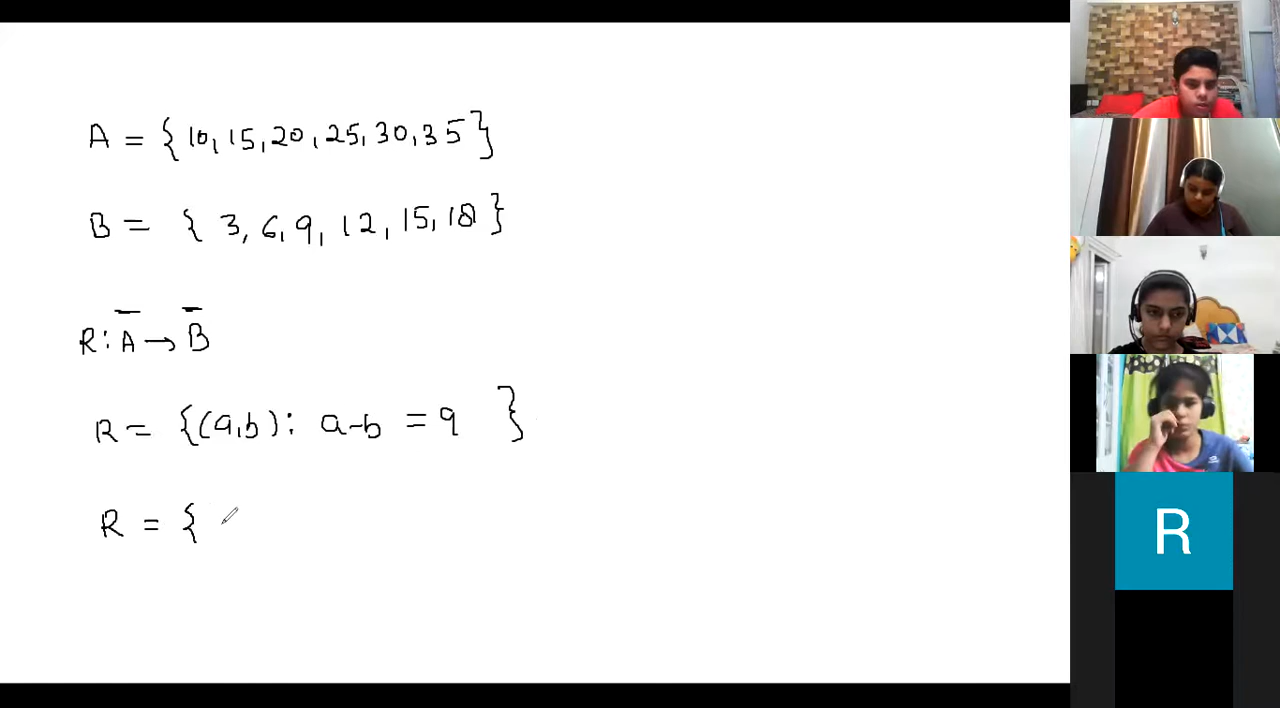 A = {10, 15, 20, 25, 30, 35}
B = { 3, 6, 9, 12, 15, 18 }
R : A → B
R = {(a,b) : a-b = 9 }
R = {
R